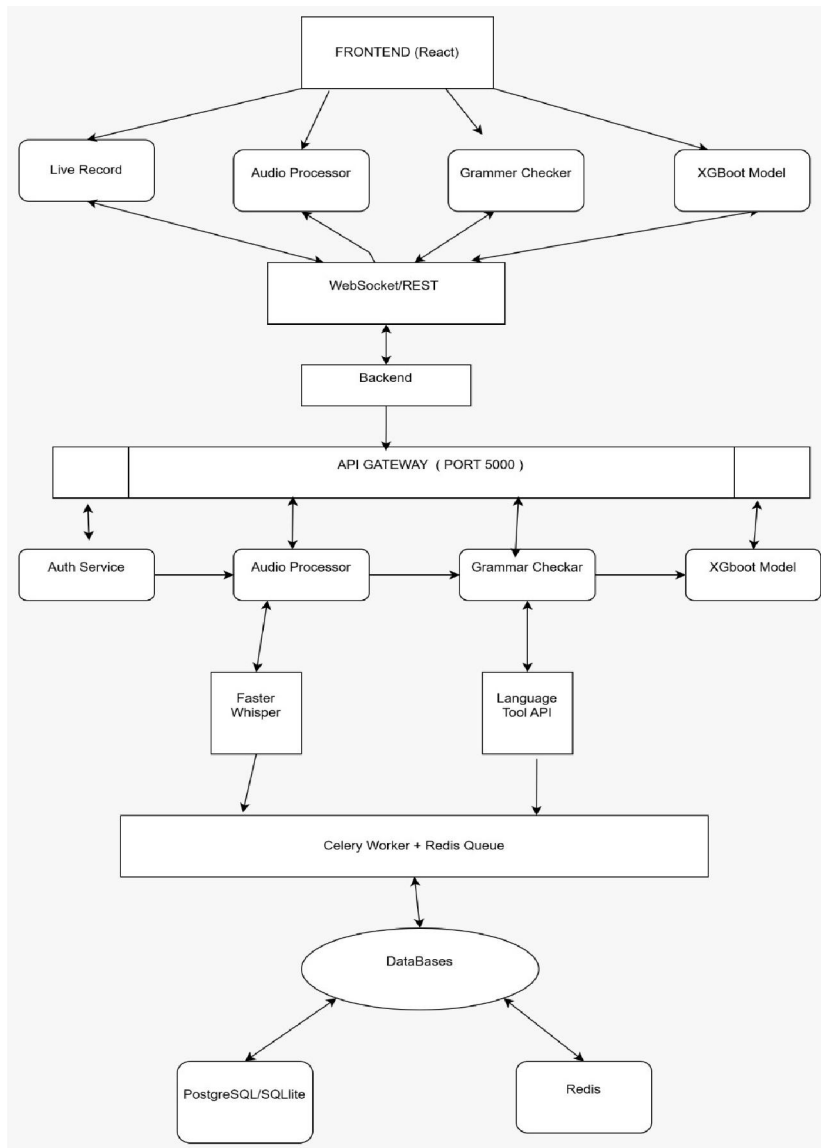 FRONTEND (React)
Live Record
Audio Processor
Grammer Checker
XGBoot Model
WebSocket/REST
Backend
API GATEWAY ( PORT 5000 )
Auth Service
Audio Processor
Grammar Checkar
XGboot Model
Faster
Whisper
Language
Tool API
Celery Worker + Redis Queue
DataBases
PostgreSQL/SQLlite
Redis